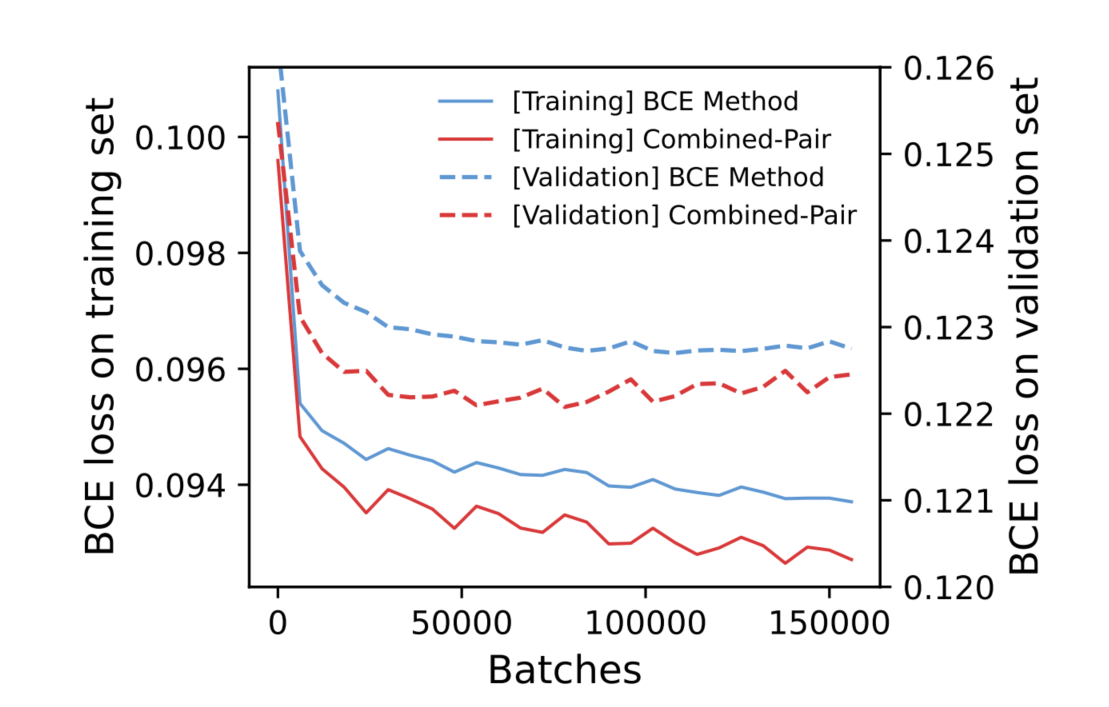 BCE loss on training set
0.100
0.098
0.096
0.094
[Training] BCE Method
[Training] Combined-Pair
[Validation] BCE Method
[Validation] Combined-Pair
0.126
0.125
0.124
0.123
0.122
0.121
0.120
BCE loss on validation set
0
50000
100000
150000
Batches